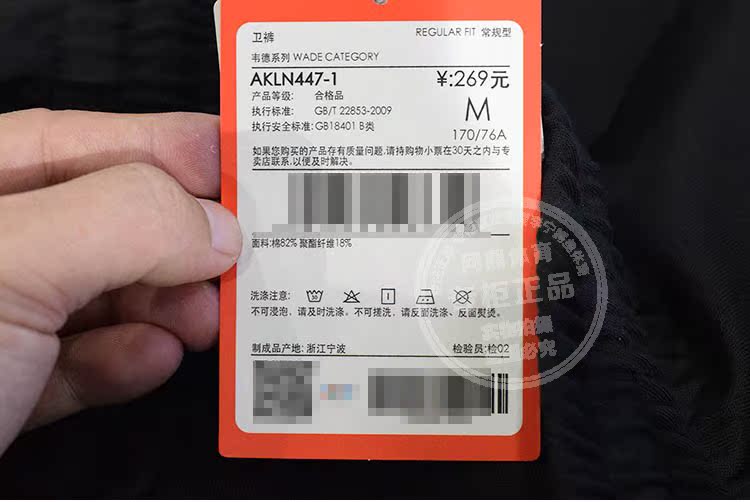 卫裤
REGULAR FIT 常规型
韦德系列 WADE CATEGORY
AKLN447-1
¥:269元
产品等级: 合格品
执行标准: GB/T 22853-2009
M
执行安全标准:GB18401 B类
170/76A
如果您购买的产品存有质量问题,请持购物小票在30天之内与专
卖店联系,以便及时解决。
面料:棉82% 聚酯纤维18%
洗涤注意:
不可浸泡、请及时洗涤、不可搓洗、请反面洗涤、反面熨烫。
制成品产地: 浙江宁波
检验员:检02
体育
正品
必究